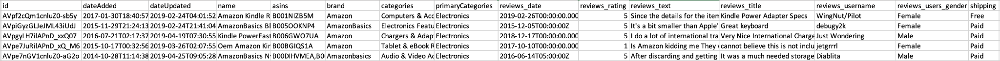 id dateAdded dateUpdated name asins brand categories primaryCategories reviews_date reviews_rating reviews_text reviews_title reviews_username reviews_users_gender shipping
AVpf2cQm1cnluZ0-sb5y 2017-01-30T18:40:57 2019-02-24T04:01:52 Amazon Kindle R B001NIZB5M Amazon Computers & Acc Electronics 2019-02-26T00:00:00.000 5 Since the details for the item Kindle Power Adapter Specs WingNut/Pilot Female Free
AVpiGyzGLJeJML43iUdJ 2015-11-29T21:24:13 2019-02-24T21:41:04 AmazonBasics Bl B005OOKNP4 AmazonBasics Electronics Featu Electronics 2015-12-05T00:00:00Z 5 It's a bit smaller than Apple' Great keyboard debugy2k Female Paid
AVpgyLH7ilAPnD_xxQ07 2016-07-21T02:17:37 2019-04-19T07:30:55 Kindle PowerFast B006GWO7UA Amazon Chargers & Adap Electronics 2018-12-17T00:00:00.000 5 I do a lot of international tra Very Nice International Charge Just Wondering Male Paid
AVpe7JuRilAPnD_xQ_M6 2015-10-17T00:32:56 2019-03-26T02:07:55 Oem Amazon Kin B00BGIQS1A Amazon Tablet & eBook R Electronics 2017-10-10T00:00:00.000 1 Is Amazon kidding me They cannot believe this is not inclu jetgrrrl Female Paid
AVpe7nGV1cnluZ0-aG2o 2014-10-28T11:14:38 2019-04-25T09:05:28 AmazonBasics N B00DIHVMEA,B0 Amazonbasics Audio & Video Ac Electronics 2016-06-14T05:00:00Z 5 After discarding and getting It was a much needed storage Diablita Male Paid